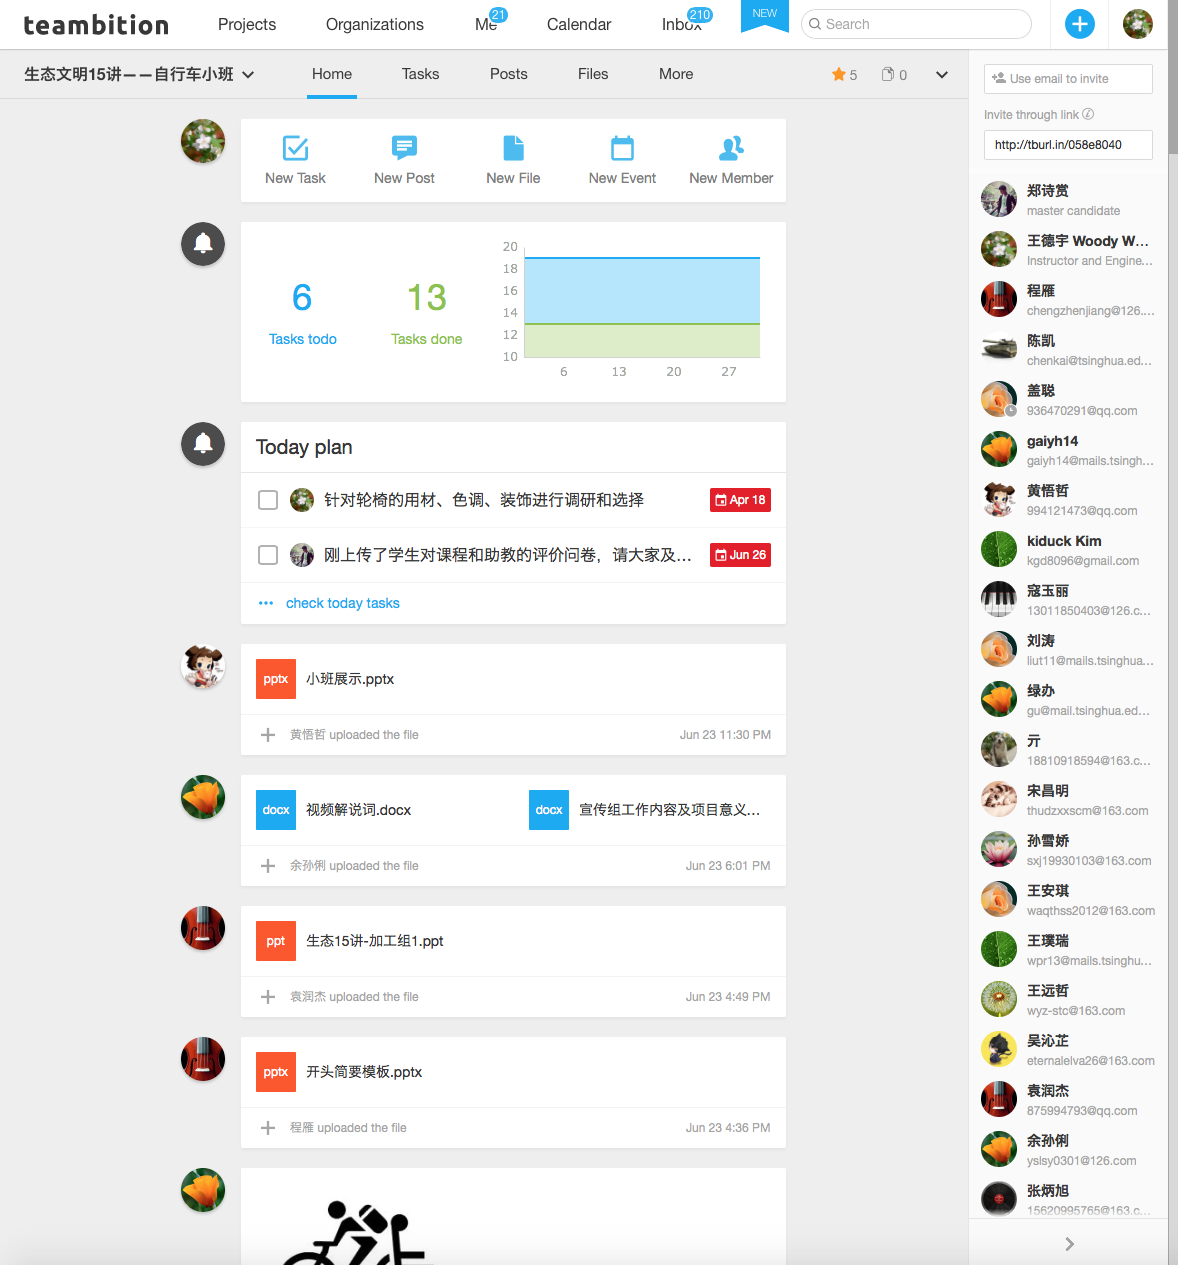 teambition
Projects
Organizations
Me 21
Calendar
Inbox 210
NEW
Search
生态文明15讲——自行车小班
Home
Tasks
Posts
Files
More
5
0
New Task
New Post
New File
New Event
New Member
6
Tasks todo
13
Tasks done
20
18
16
14
12
10
6 13 20 27
Today plan
针对轮椅的用材、色调、装饰进行调研和选择
Apr 18
刚上传了学生对课程和助教的评价问卷，请大家及...
Jun 26
check today tasks
pptx
小班展示.pptx
黄悟哲 uploaded the file
Jun 23 11:30 PM
docx
视频解说词.docx
docx
宣传组工作内容及项目意义...
余孙俐 uploaded the file
Jun 23 6:01 PM
ppt
生态15讲-加工组1.ppt
袁润杰 uploaded the file
Jun 23 4:49 PM
pptx
开头简要模板.pptx
程雁 uploaded the file
Jun 23 4:36 PM
Use email to invite
Invite through link
http://tburl.in/058e8040
郑诗赏
master candidate
王德宇 Woody W...
Instructor and Engine...
程雁
chengzhenjiang@126....
陈凯
chenkai@tsinghua.ed...
盖聪
936470291@qq.com
gaiyh14
gaiyh14@mails.tsingh...
黄悟哲
994121473@qq.com
kiduck Kim
kgd8096@gmail.com
寇玉丽
13011850403@126.c...
刘涛
liut11@mails.tsinghua...
绿办
gu@mail.tsinghua.ed...
亓
18810918594@163.c...
宋昌明
thudzxxscm@163.com
孙雪娇
sxj19930103@163.com
王安琪
waqthss2012@163.com
王璞瑞
wpr13@mails.tsinghu...
王远哲
wyz-stc@163.com
吴沁芷
eternalelva26@163.com
袁润杰
875994793@qq.com
余孙俐
yslsy0301@126.com
张炳旭
15620995765@163.c...